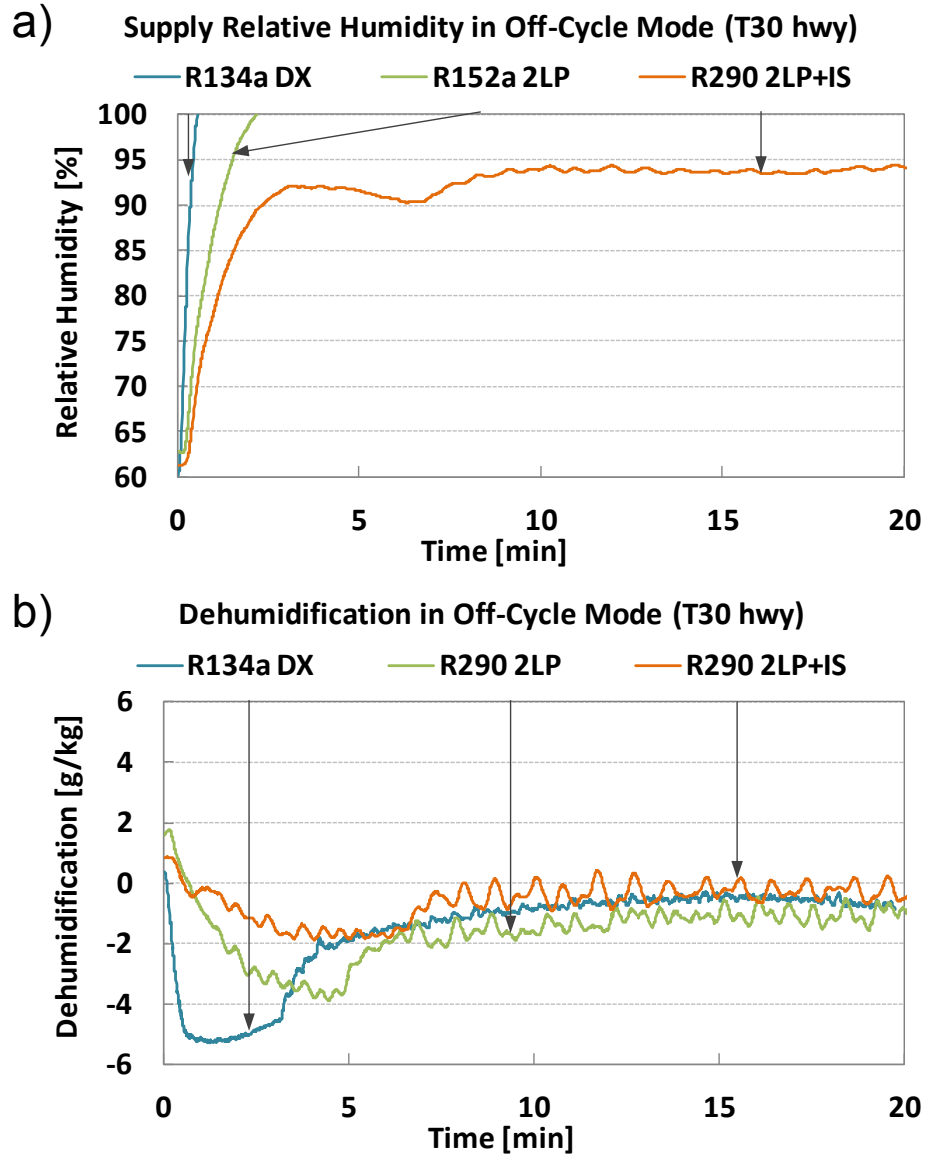 a)
Supply Relative Humidity in Off-Cycle Mode (T30 hwy)
R134a DX R152a 2LP R290 2LP+IS
Relative Humidity [%]
100
95
90
85
80
75
70
65
60
0 5 10 15 20
Time [min]
b)
Dehumidification in Off-Cycle Mode (T30 hwy)
R134a DX R290 2LP R290 2LP+IS
Dehumidification [g/kg]
6
4
2
0
-2
-4
-6
0 5 10 15 20
Time [min]